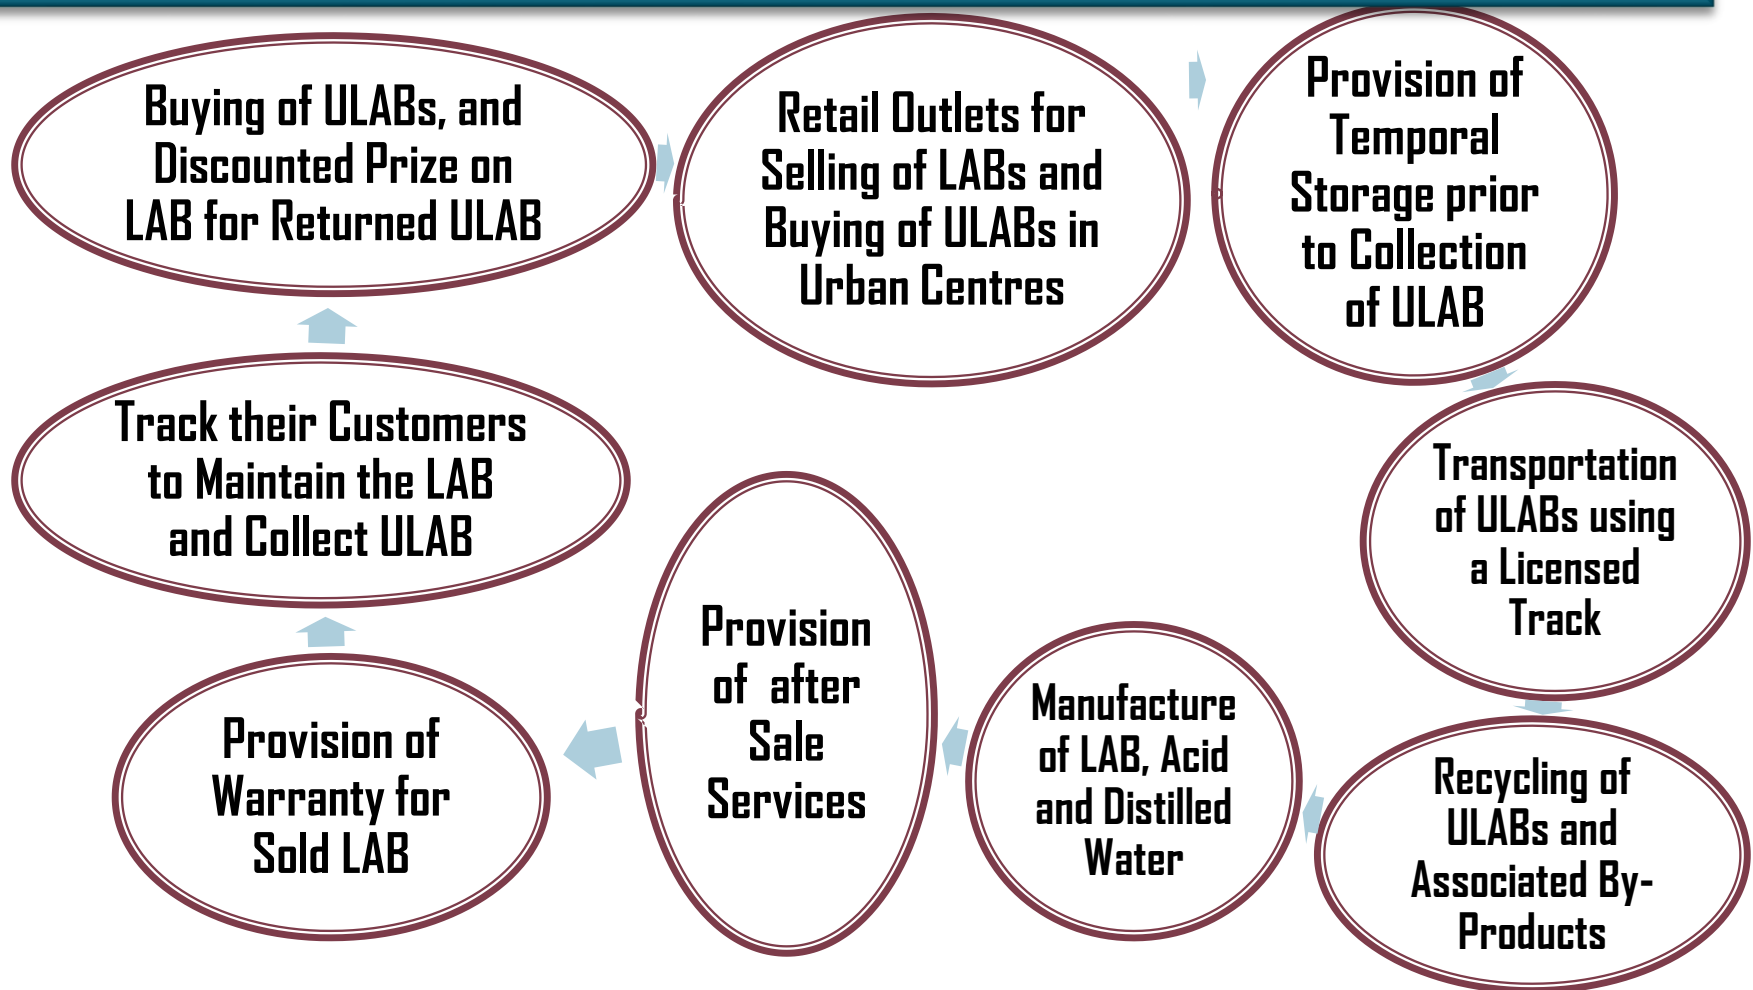 Buying of ULABs, and
Discounted Prize on
LAB for Returned ULAB
Retail Outlets for
Selling of LABs and
Buying of ULABs in
Urban Centres
Provision of
Temporal
Storage prior
to Collection
of ULAB
Transportation
of ULABs using
a Licensed
Track
Recycling of
ULABs and
Associated By-
Products
Manufacture
of LAB, Acid
and Distilled
Water
Provision
of after
Sale
Services
Provision of
Warranty for
Sold LAB
Track their Customers
to Maintain the LAB
and Collect ULAB